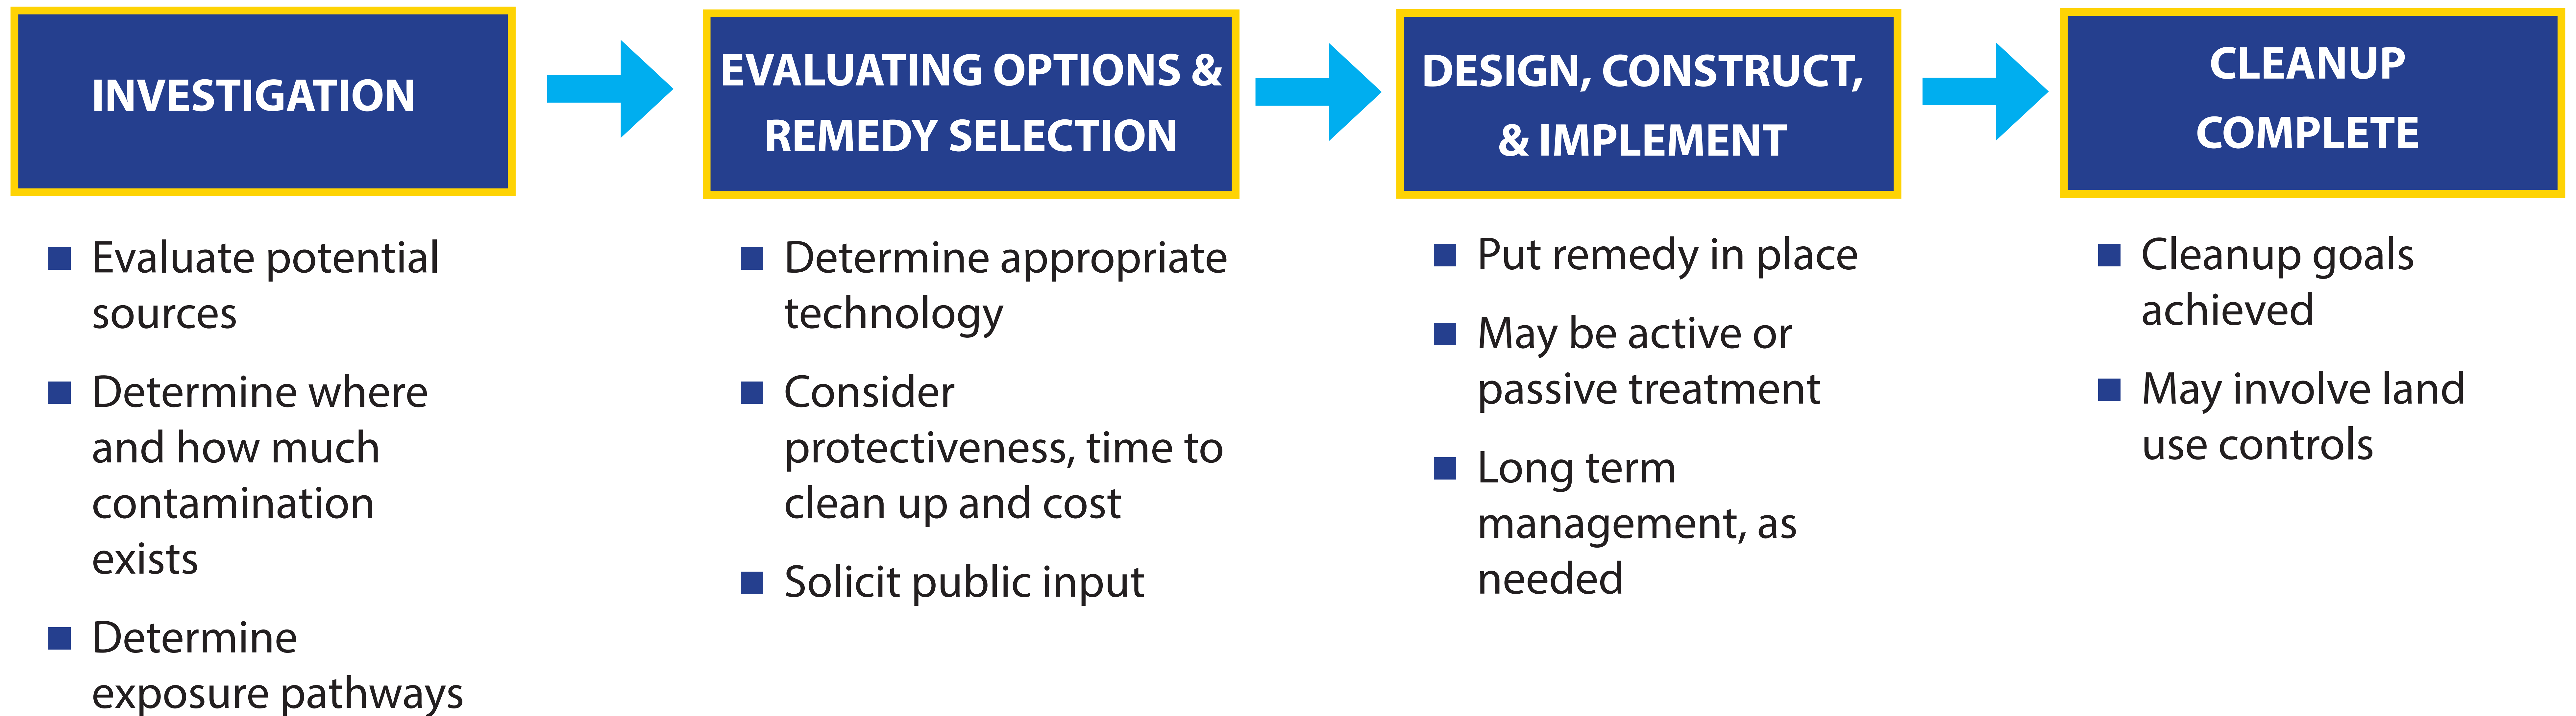 INVESTIGATION
Evaluate potential
sources
Determine where
and how much
contamination
exists
Determine
exposure pathways
EVALUATING OPTIONS &
REMEDY SELECTION
Determine appropriate
technology
Consider
protectiveness, time to
clean up and cost
Solicit public input
DESIGN, CONSTRUCT,
& IMPLEMENT
Put remedy in place
May be active or
passive treatment
Long term
management, as
needed
CLEANUP
COMPLETE
Cleanup goals
achieved
May involve land
use controls